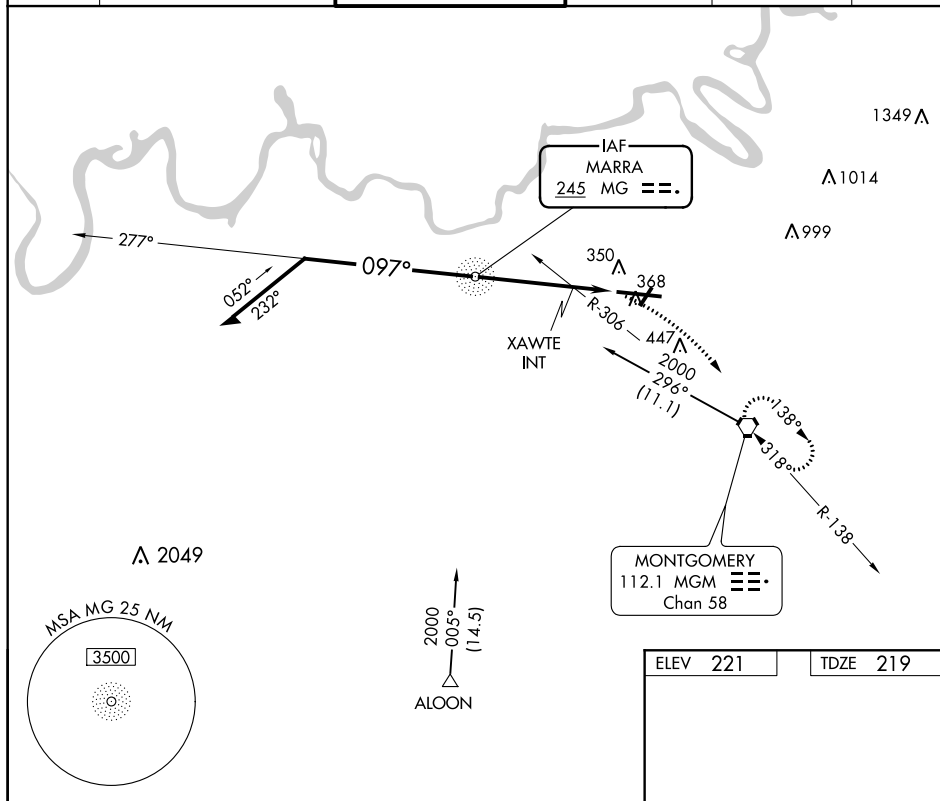 1349
IAF
MARRA
245 MG
1014
999
277°
097°
350
368
052°
232°
R-306
XAWTE
INT
447
2000
296°
(11.1)
138°
318°
R-138
2049
MONTGOMERY
112.1 MGM
Chan 58
MSA MG 25 NM
3500
2000
005°
(14.5)
ALOON
ELEV 221
TDZE 219